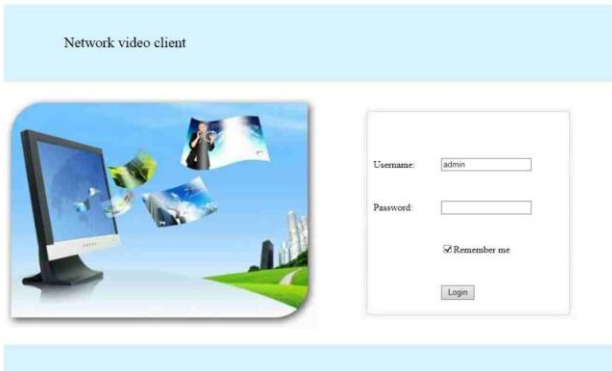 Network video client
Username:
admin
Password:
Remember me
Login